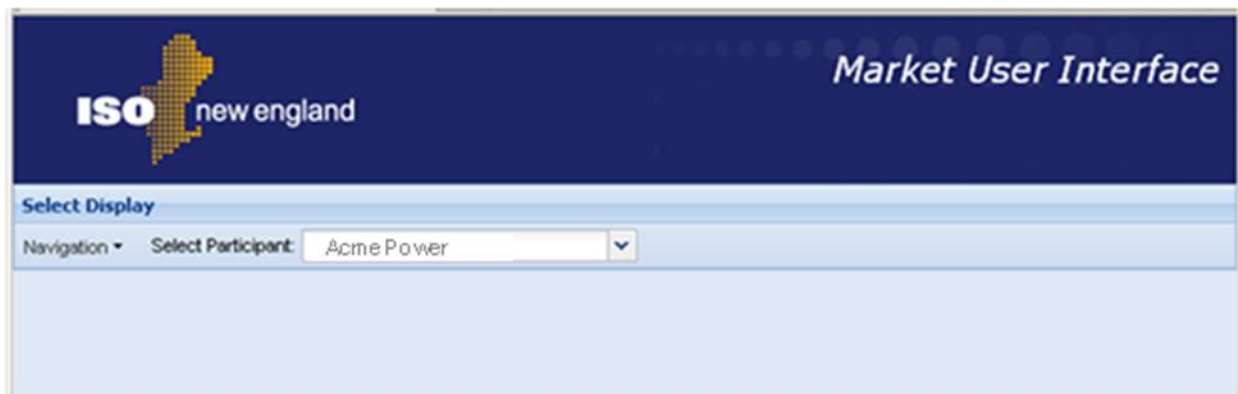 Market User Interface
ISO new england
Select Display
Navigation Select Participant: Acme Power